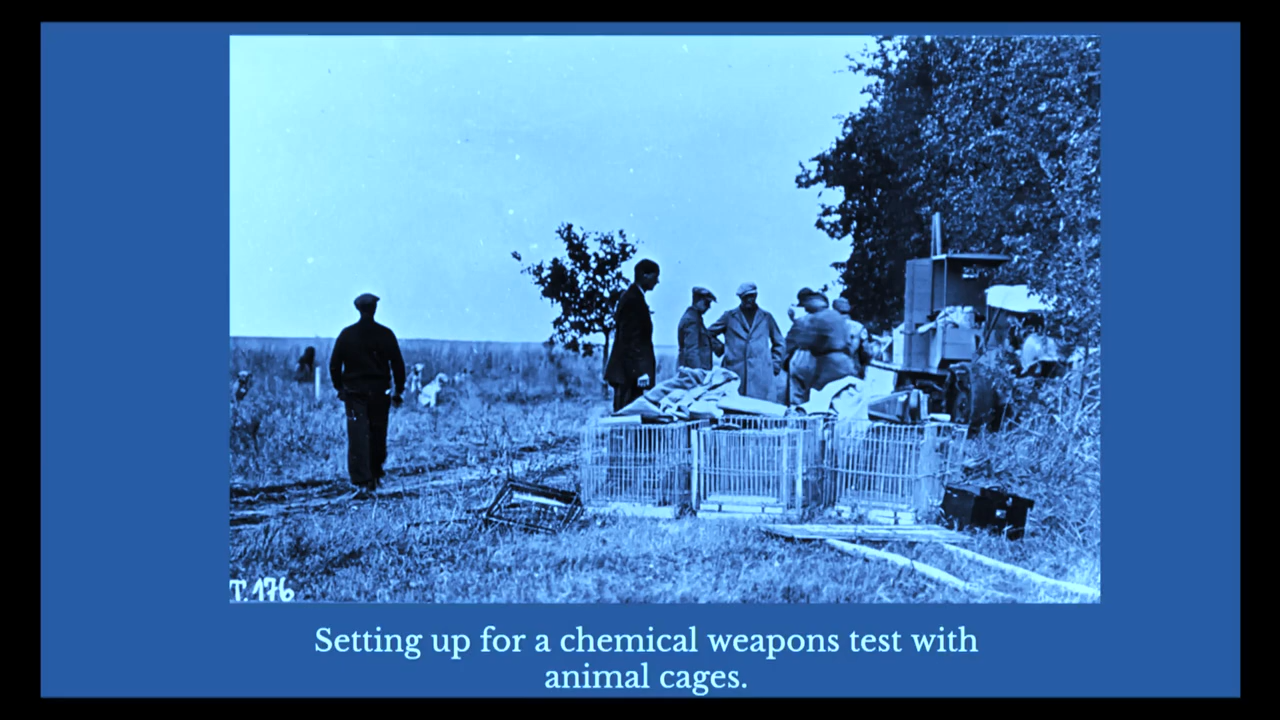 T. 176
Setting up for a chemical weapons test with
animal cages.